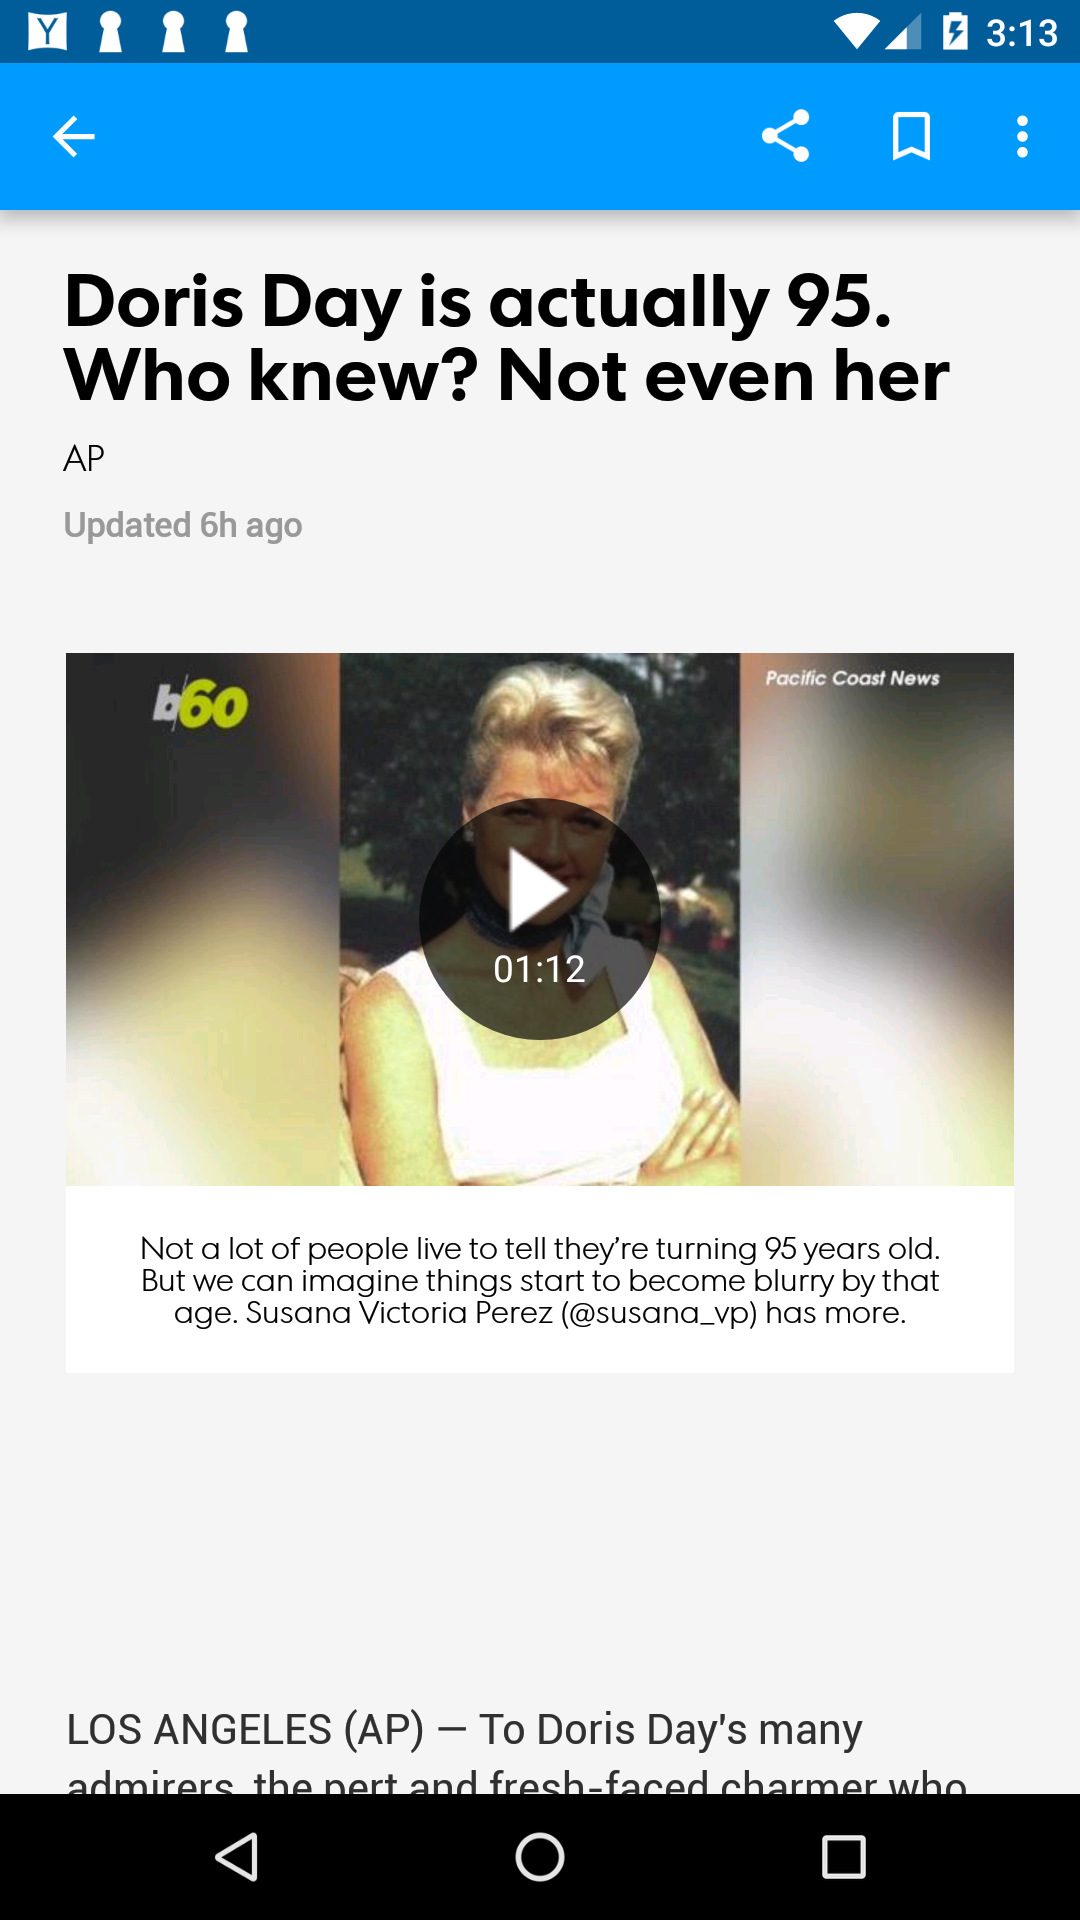 3:13
Doris Day is actually 95.
Who knew? Not even her
AP
Updated 6h ago
b60
Pacific Coast News
01:12
Not a lot of people live to tell they're turning 95 years old.
But we can imagine things start to become blurry by that
age. Susana Victoria Perez (@susana_vp) has more.
LOS ANGELES (AP) — To Doris Day's many
admirers, the pert and fresh-faced charmer who